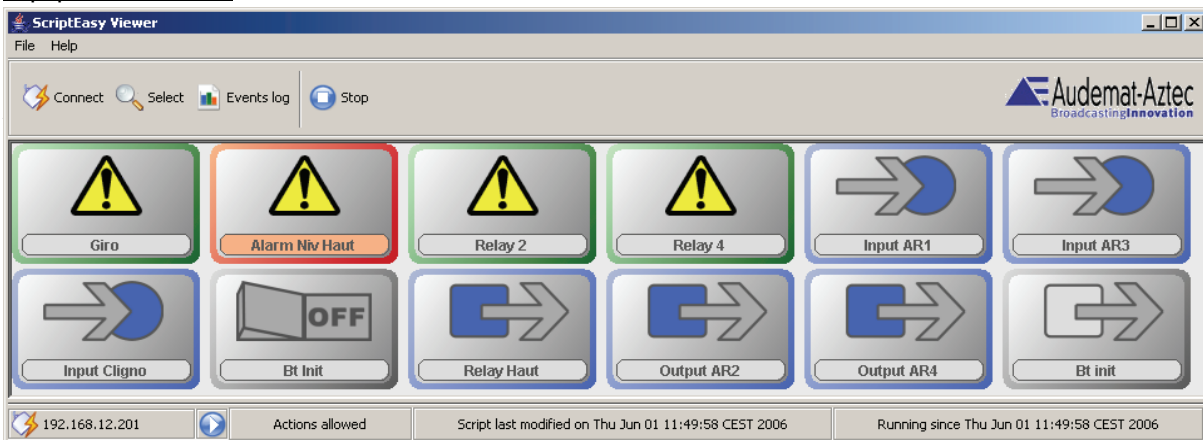 ScriptEasy Viewer
File Help
Connect Select Events log Stop
Audemat-Aztec
BroadcastingInnovation
Giro Alarm Niv Haut Relay 2 Relay 4 Input AR1 Input AR3
OFF
Input Cligno Bt Init Relay Haut Output AR2 Output AR4 Bt init
192.168.12.201 Actions allowed Script last modified on Thu Jun 01 11:49:58 CEST 2006 Running since Thu Jun 01 11:49:58 CEST 2006